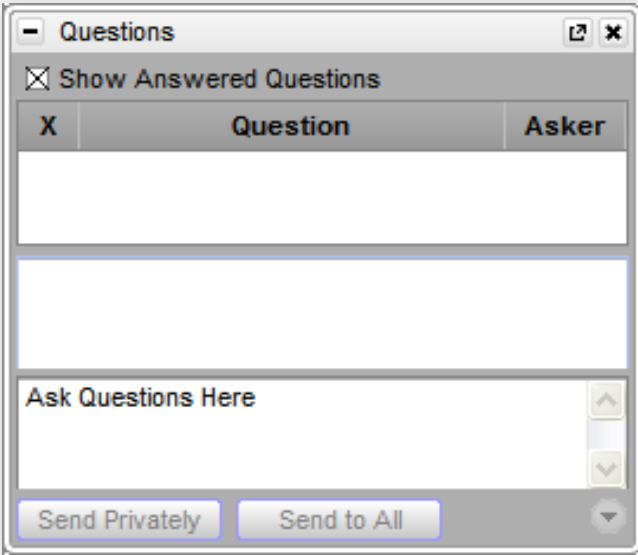 Questions
Show Answered Questions
X Question Asker
Ask Questions Here
Send Privately Send to All